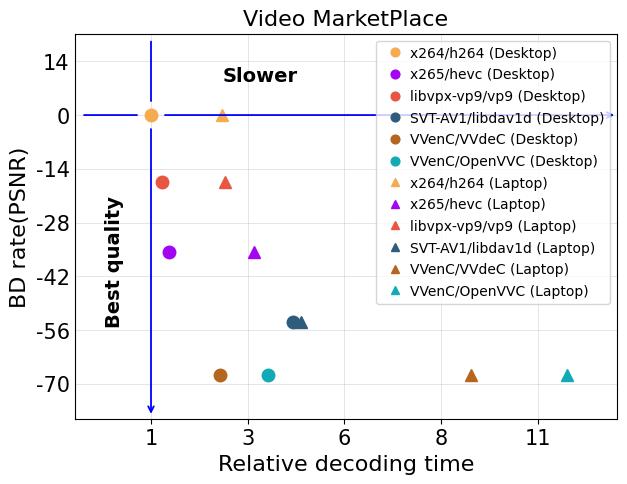 Video MarketPlace
14
0
-14
-28
-42
-56
-70
BD rate(PSNR)
Slower
Best quality
x264/h264 (Desktop)
x265/hevc (Desktop)
libvpx-vp9/vp9 (Desktop)
SVT-AV1/libdav1d (Desktop)
VVenC/VVdeC (Desktop)
VVenC/OpenVVC (Desktop)
x264/h264 (Laptop)
x265/hevc (Laptop)
libvpx-vp9/vp9 (Laptop)
SVT-AV1/libdav1d (Laptop)
VVenC/VVdeC (Laptop)
VVenC/OpenVVC (Laptop)
1 3 6 8 11
Relative decoding time